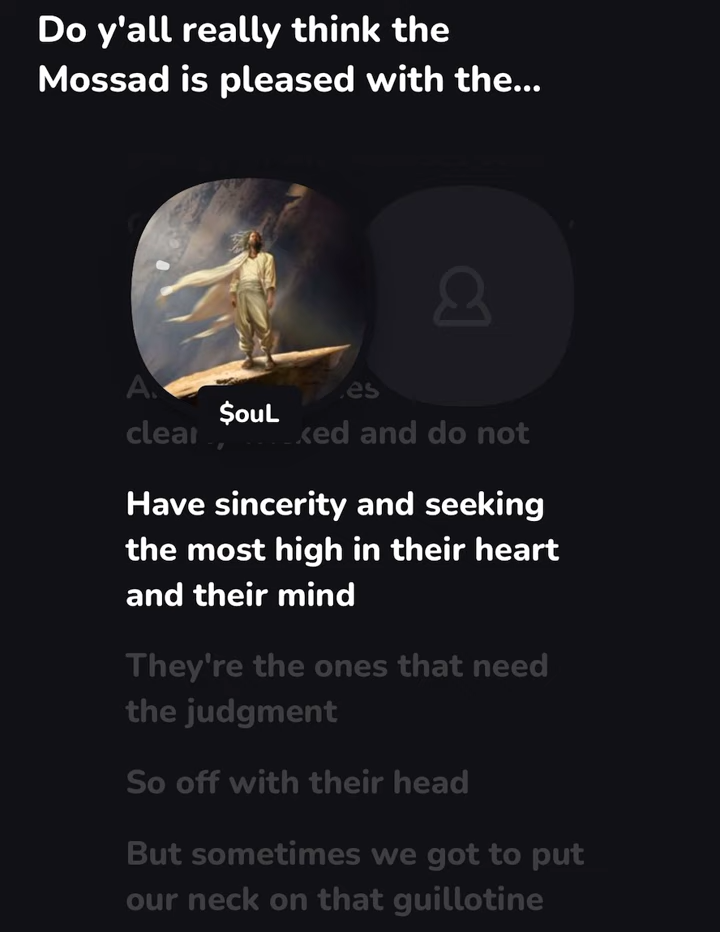 Do y'all really think the
Mossad is pleased with the...
$ouL
and do not
Have sincerity and seeking
the most high in their heart
and their mind
They're the ones that need
the judgment
So off with their head
But sometimes we got to put
our neck on that guillotine